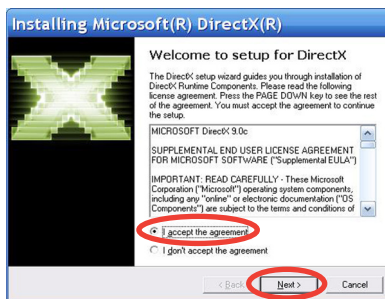 Installing Microsoft(R) DirectX(R)
Welcome to setup for DirectX
The DirectX setup wizard guides you through installation of
DirectX Runtime Components. Please read the following
license agreement. Press the PAGE DOWN key to see the rest
of the agreement. You must accept the agreement to continue
the setup.
MICROSOFT DirectX 9.0c
SUPPLEMENTAL END USER LICENSE AGREEMENT
FOR MICROSOFT SOFTWARE ("Supplemental EULA")
IMPORTANT: READ CAREFULLY - These Microsoft
Corporation ("Microsoft") operating system components,
including any "online" or electronic documentation ("OS
Components") are subject to the terms and conditions of
I accept the agreement
I don't accept the agreement
< Back Next > Cancel